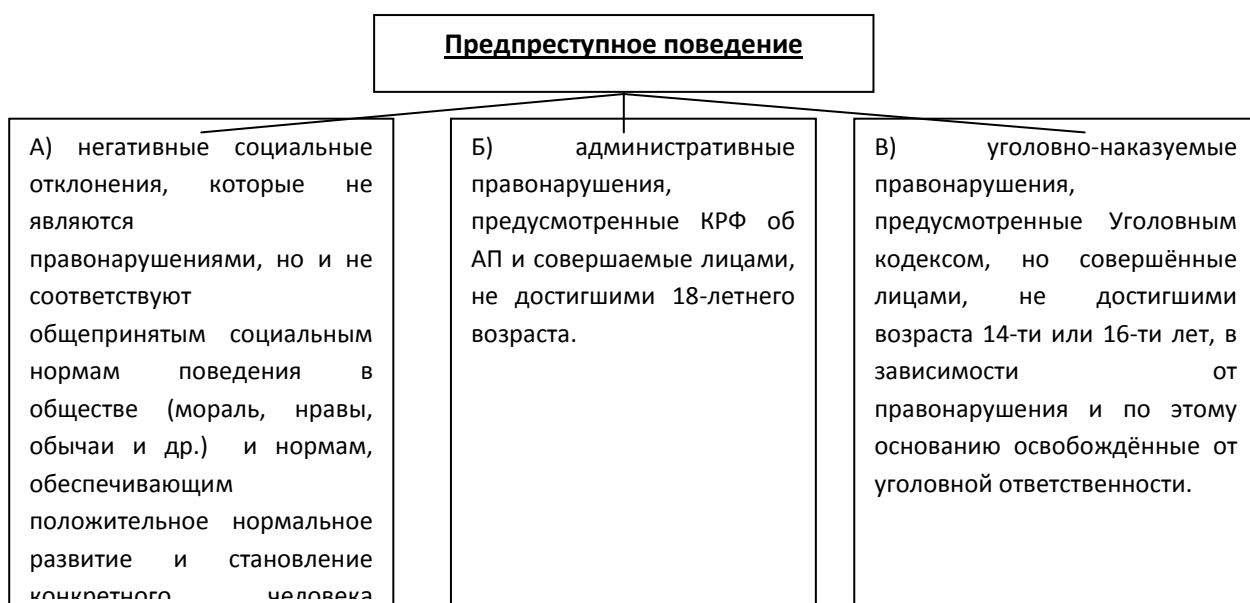 Предпреступное поведение
А) негативные социальные
отклонения, которые не
являются
правонарушениями, но и не
соответствуют
общепринятым социальным
нормам поведения в
обществе (мораль, нравы,
обычаи и др.) и нормам,
обеспечивающим
положительное нормальное
развитие и становление
конкретного человека
Б) административные
правонарушения,
предусмотренные КРФ об
АП и совершаемые лицами,
не достигшими 18-летнего
возраста.
В) уголовно-наказуемые
правонарушения,
предусмотренные Уголовным
кодексом, но совершённые
лицами, не достигшими
возраста 14-ти или 16-ти лет, в
зависимости от
правонарушения и по этому
основанию освобождённые от
уголовной ответственности.